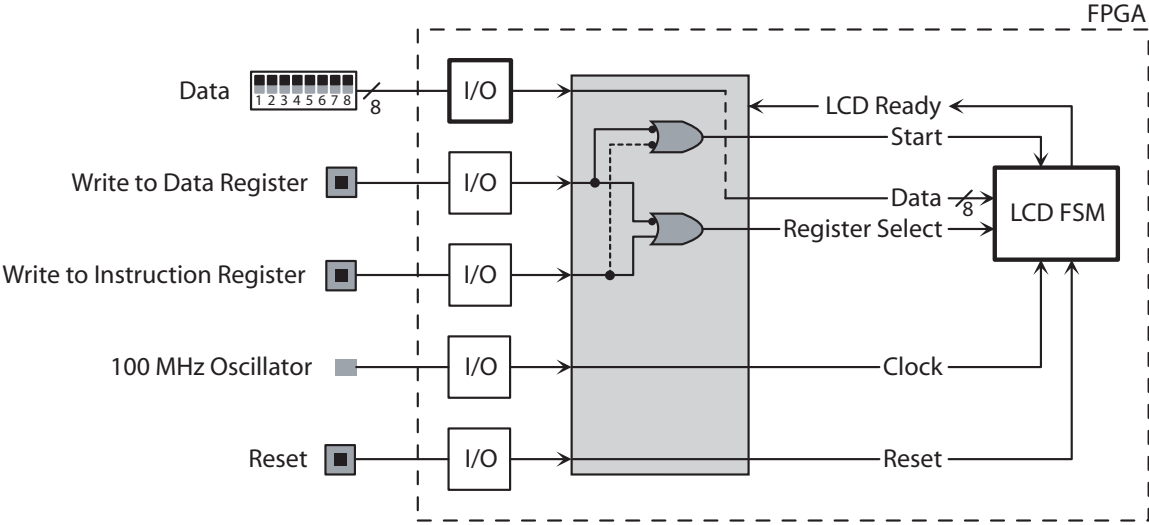 FPGA
Data
1 2 3 4 5 6 7 8
8
I/O
LCD Ready
Start
Write to Data Register
I/O
Data
8
LCD FSM
Register Select
Write to Instruction Register
I/O
100 MHz Oscillator
I/O
Clock
Reset
I/O
Reset